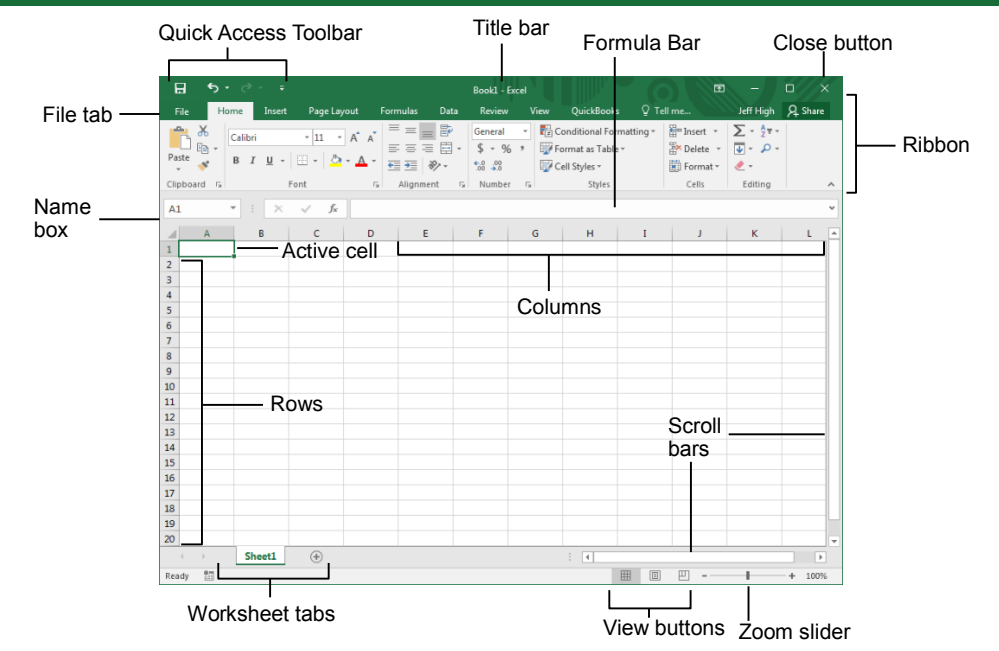 Quick Access Toolbar
Title bar
Formula Bar
Close button
Book1 - Excel
File tab
File Home Insert Page Layout Formulas Data Review View QuickBooks Tell me... Jeff High Share
Ribbon
Calibri 11 A A General Conditional Formatting Insert
Paste
B I U A $ % , Format as Table Delete
Cell Styles Format
Clipboard Font Alignment Number Styles Cells Editing
Name
box
A1 fx
A B C D E F G H I J K L
1
Active cell
2
3
4
5
Columns
6
7
8
9
10
11
Rows
12
13
Scroll
bars
14
15
16
17
18
19
20
Sheet1
Ready
100%
Worksheet tabs
View buttons
Zoom slider